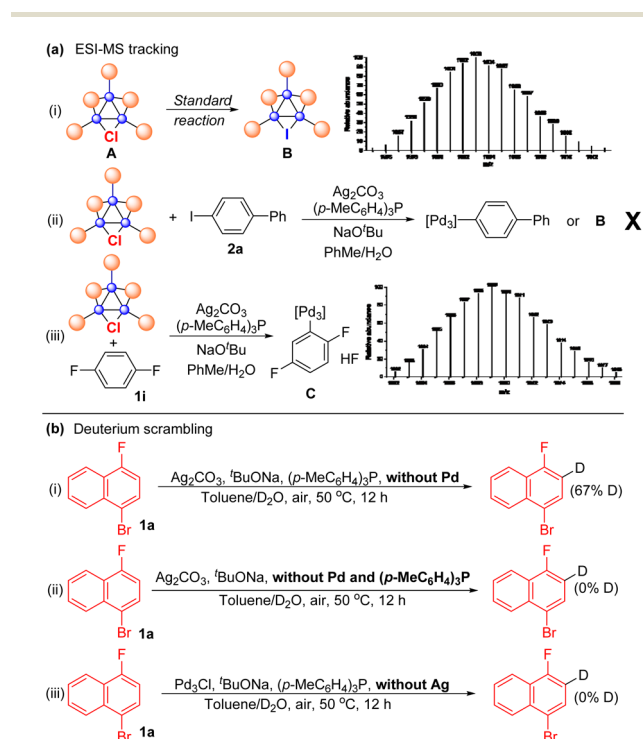 (a) ESI-MS tracking
(i)
Cl
A
Standard
reaction
I
B
Relative abundance
m/z
(ii)
Cl
+
I
Ph
2a
Ag₂CO₃
(p-MeC₆H₄)₃P
NaOᵗBu
PhMe/H₂O
[Pd₃]
Ph
or B
X
(iii)
Cl
+
F
F
1i
Ag₂CO₃
(p-MeC₆H₄)₃P
NaOᵗBu
PhMe/H₂O
[Pd₃]
F
F
HF
C
Relative abundance
m/k
(b) Deuterium scrambling
(i)
F
Br
1a
Ag₂CO₃, ᵗBuONa, (p-MeC₆H₄)₃P, without Pd
Toluene/D₂O, air, 50 °C, 12 h
F
D
(67% D)
Br
(ii)
F
Br
1a
Ag₂CO₃, ᵗBuONa, without Pd and (p-MeC₆H₄)₃P
Toluene/D₂O, air, 50 °C, 12 h
F
D
(0% D)
Br
(iii)
F
Br
1a
Pd₃Cl, ᵗBuONa, (p-MeC₆H₄)₃P, without Ag
Toluene/D₂O, air, 50 °C, 12 h
F
D
(0% D)
Br